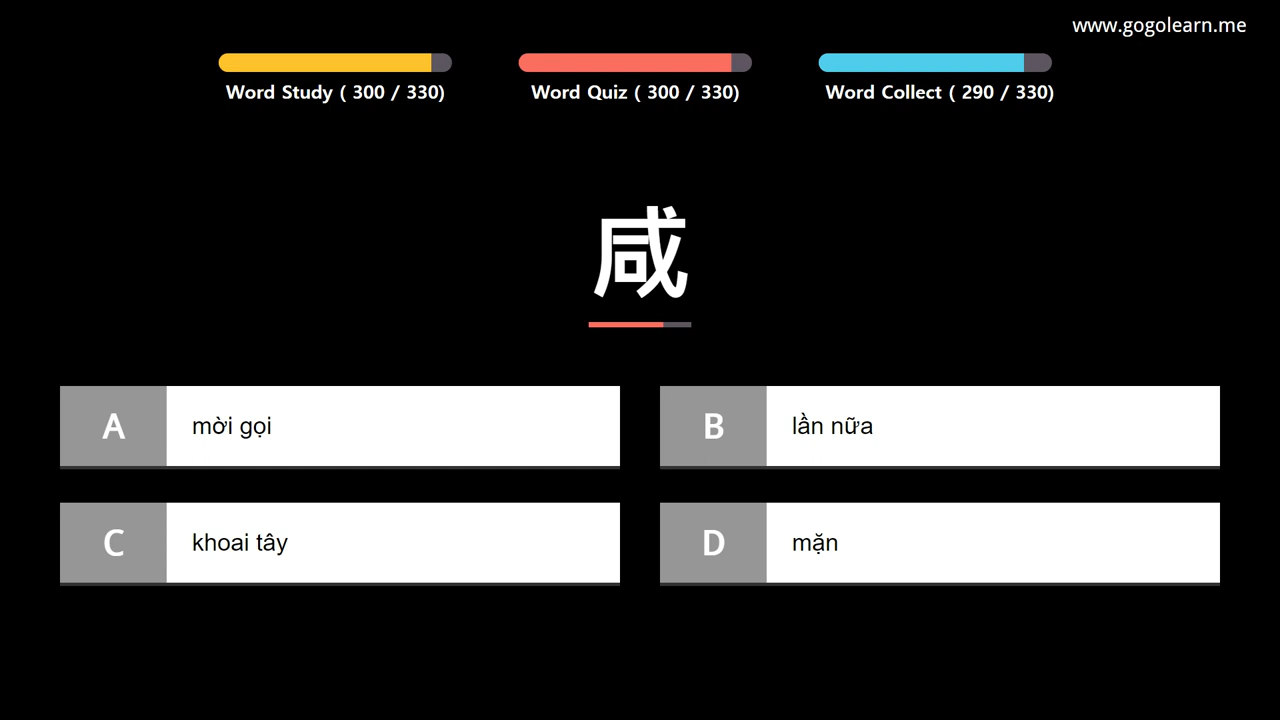 www.gogolearn.me
Word Study ( 300 / 330)
Word Quiz ( 300 / 330)
Word Collect ( 290 / 330)
咸
A mời gọi
B lần nữa
C khoai tây
D mặn